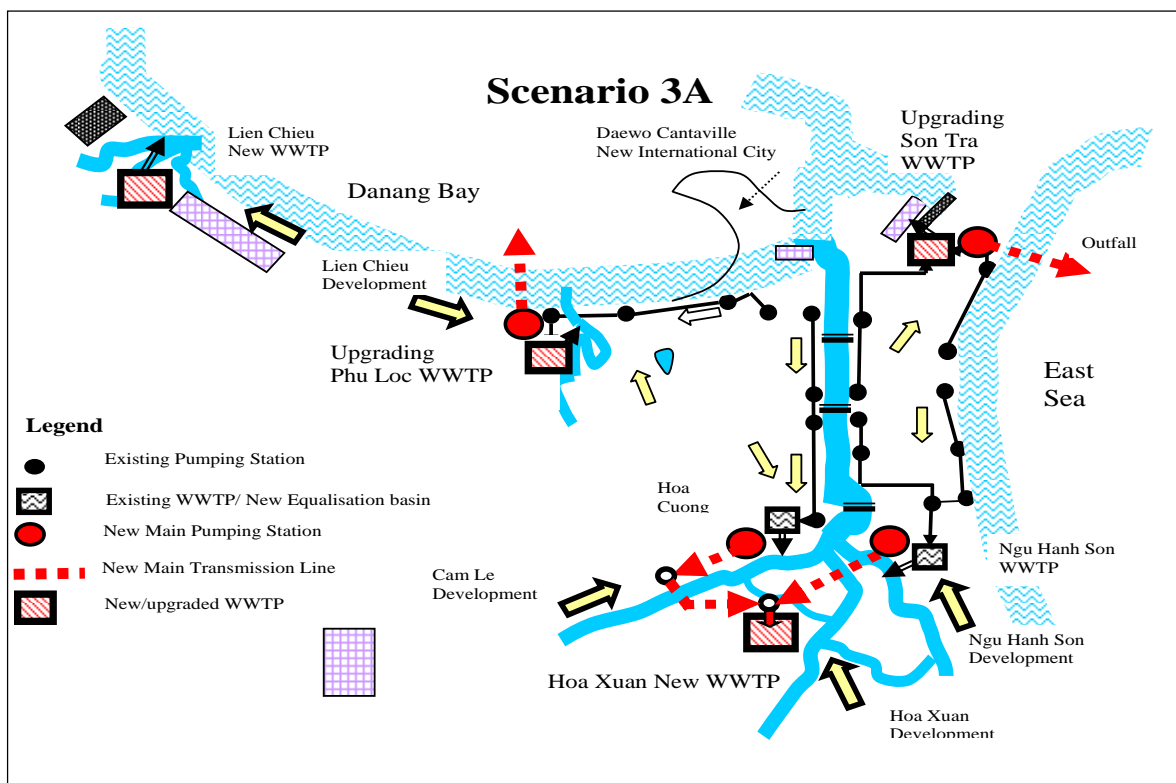 Scenario 3A
Lien Chieu
New WWTP
Daewo Cantaville
New International City
Upgrading
Son Tra
WWTP
Danang Bay
Outfall
Lien Chieu
Development
Upgrading
Phu Loc WWTP
East
Sea
Legend
Existing Pumping Station
Existing WWTP/ New Equalisation basin
New Main Pumping Station
New Main Transmission Line
New/upgraded WWTP
Hoa
Cuong
Cam Le
Development
Ngu Hanh Son
WWTP
Ngu Hanh Son
Development
Hoa Xuan New WWTP
Hoa Xuan
Development